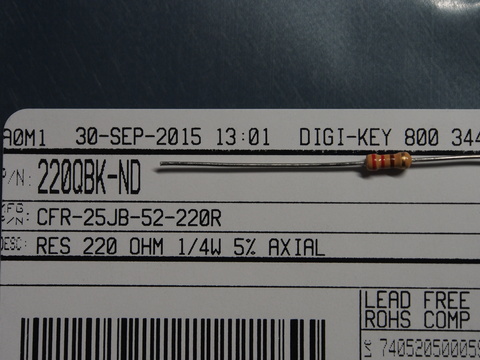 A0M1 30-SEP-2015 13:01 DIGI-KEY 800 344
P/N: 220QBK-ND
MFG P/N: CFR-25JB-52-220R
DESC: RES 220 OHM 1/4W 5% AXIAL
LEAD FREE
ROHS COMP
740520500059